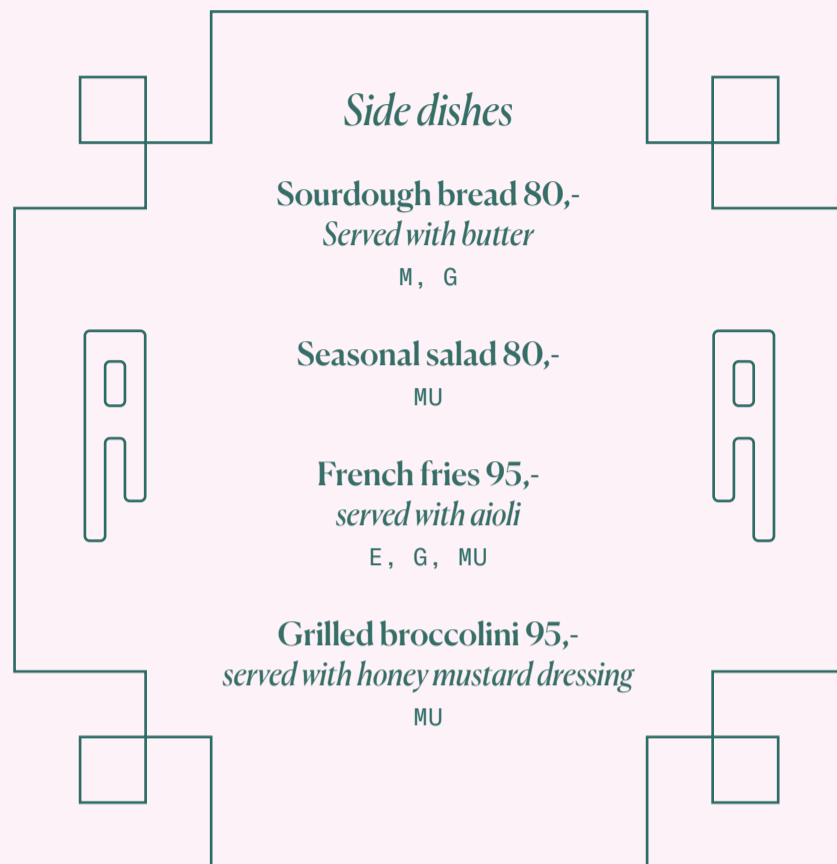 Side dishes
Sourdough bread 80,-
Served with butter
M, G
Seasonal salad 80,-
MU
French fries 95,-
served with aioli
E, G, MU
Grilled broccolini 95,-
served with honey mustard dressing
MU